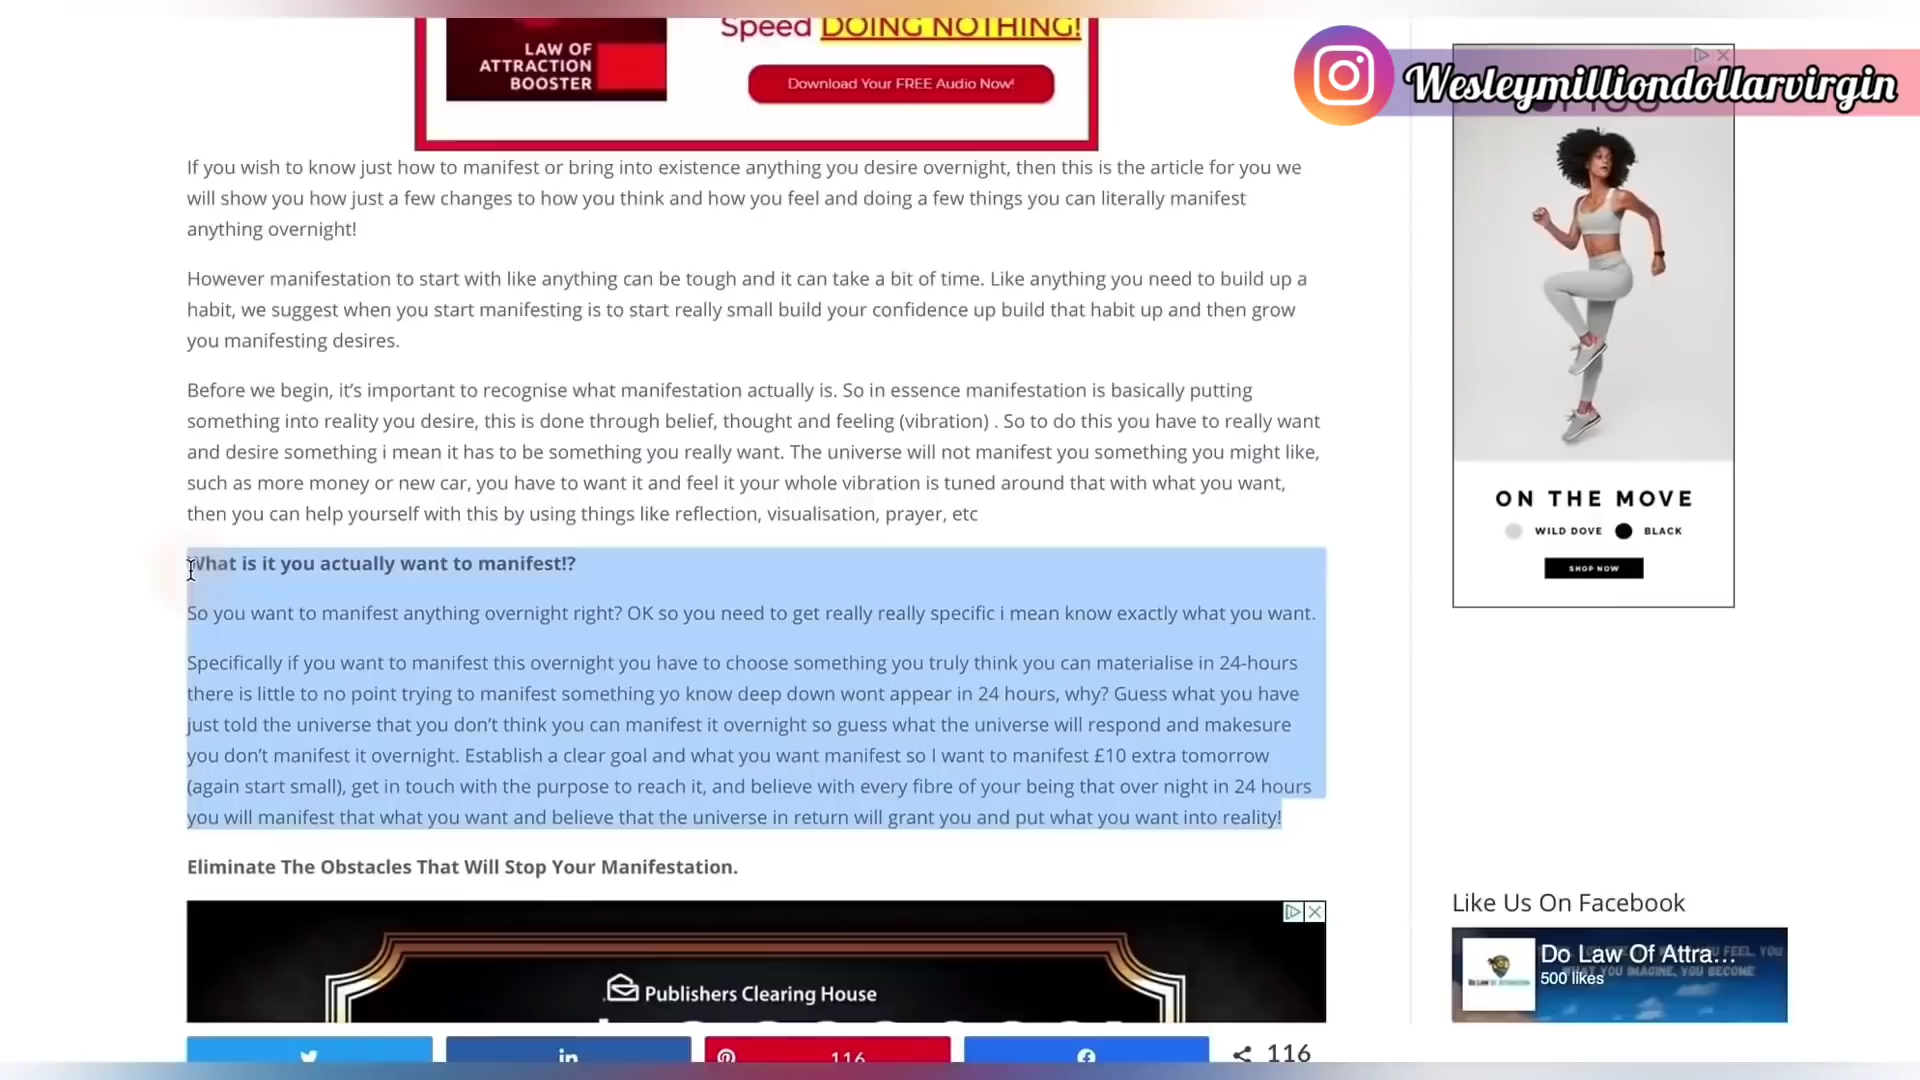 Speed DOING NOTHING!
LAW OF
ATTRACTION
BOOSTER
Download Your FREE Audio Now!
Wesleymilliondollarvirgin
If you wish to know just how to manifest or bring into existence anything you desire overnight, then this is the article for you we
will show you how just a few changes to how you think and how you feel and doing a few things you can literally manifest
anything overnight!
However manifestation to start with like anything can be tough and it can take a bit of time. Like anything you need to build up a
habit, we suggest when you start manifesting is to start really small build your confidence up build that habit up and then grow
you manifesting desires.
Before we begin, it’s important to recognise what manifestation actually is. So in essence manifestation is basically putting
something into reality you desire, this is done through belief, thought and feeling (vibration) . So to do this you have to really want
and desire something i mean it has to be something you really want. The universe will not manifest you something you might like,
such as more money or new car, you have to want it and feel it your whole vibration is tuned around that with what you want,
then you can help yourself with this by using things like reflection, visualisation, prayer, etc
What is it you actually want to manifest!?
So you want to manifest anything overnight right? OK so you need to get really really specific i mean know exactly what you want.
Specifically if you want to manifest this overnight you have to choose something you truly think you can materialise in 24-hours
there is little to no point trying to manifest something yo know deep down wont appear in 24 hours, why? Guess what you have
just told the universe that you don’t think you can manifest it overnight so guess what the universe will respond and makesure
you don’t manifest it overnight. Establish a clear goal and what you want manifest so I want to manifest £10 extra tomorrow
(again start small), get in touch with the purpose to reach it, and believe with every fibre of your being that over night in 24 hours
you will manifest that what you want and believe that the universe in return will grant you and put what you want into reality!
Eliminate The Obstacles That Will Stop Your Manifestation.
Publishers Clearing House
116
116
ON THE MOVE
WILD DOVE
BLACK
SHOP NOW
Like Us On Facebook
Do Law Of Attra...
500 likes
WHAT YOU IMAGINE, YOU BECOME